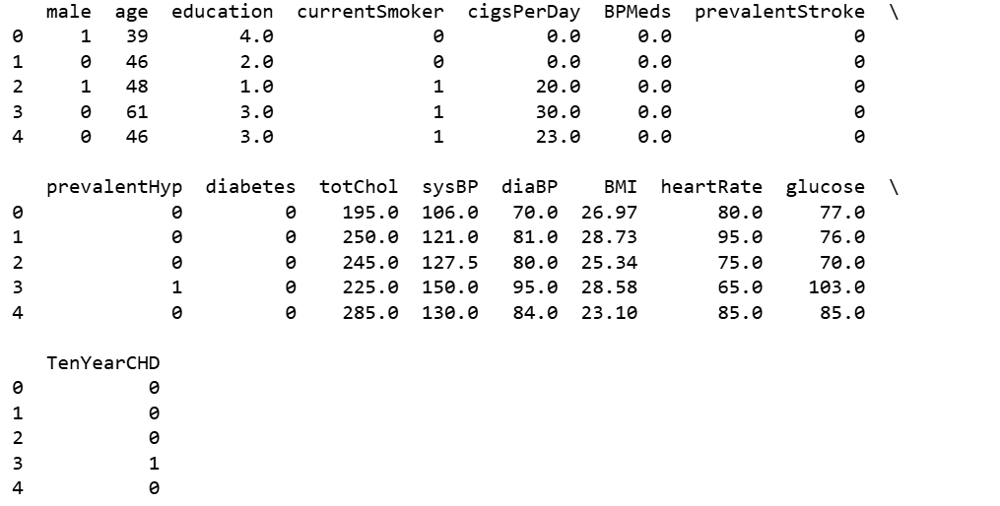 male age education currentSmoker cigsPerDay BPMeds prevalentStroke \
0 1 39 4.0 0 0.0 0.0 0
1 0 46 2.0 0 0.0 0.0 0
2 1 48 1.0 1 20.0 0.0 0
3 0 61 3.0 1 30.0 0.0 0
4 0 46 3.0 1 23.0 0.0 0
prevalentHyp diabetes totChol sysBP diaBP BMI heartRate glucose \
0 0 0 195.0 106.0 70.0 26.97 80.0 77.0
1 0 0 250.0 121.0 81.0 28.73 95.0 76.0
2 0 0 245.0 127.5 80.0 25.34 75.0 70.0
3 1 0 225.0 150.0 95.0 28.58 65.0 103.0
4 0 0 285.0 130.0 84.0 23.10 85.0 85.0
TenYearCHD
0 0
1 0
2 0
3 1
4 0